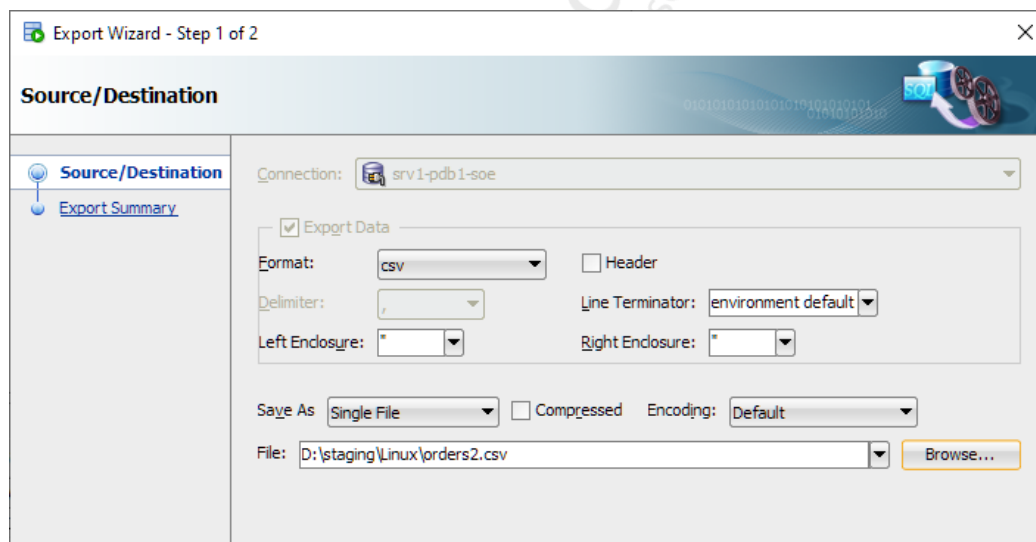 Export Wizard - Step 1 of 2
Source/Destination
SQL
Source/Destination
Export Summary
Connection: srv1-pdb1-soe
Export Data
Format: csv Header
Delimiter: , Line Terminator: environment default
Left Enclosure: " Right Enclosure: "
Save As Single File Compressed Encoding: Default
File: D:\staging\Linux\orders2.csv Browse...